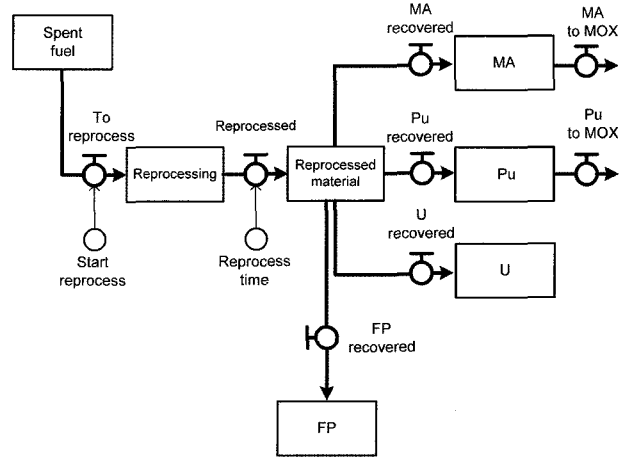 Spent
fuel
MA
recovered
MA
MA
to MOX
To
reprocess
Reprocessing
Reprocessed
Reprocessed
material
Pu
recovered
Pu
Pu
to MOX
Start
reprocess
Reprocess
time
U
recovered
U
FP
recovered
FP